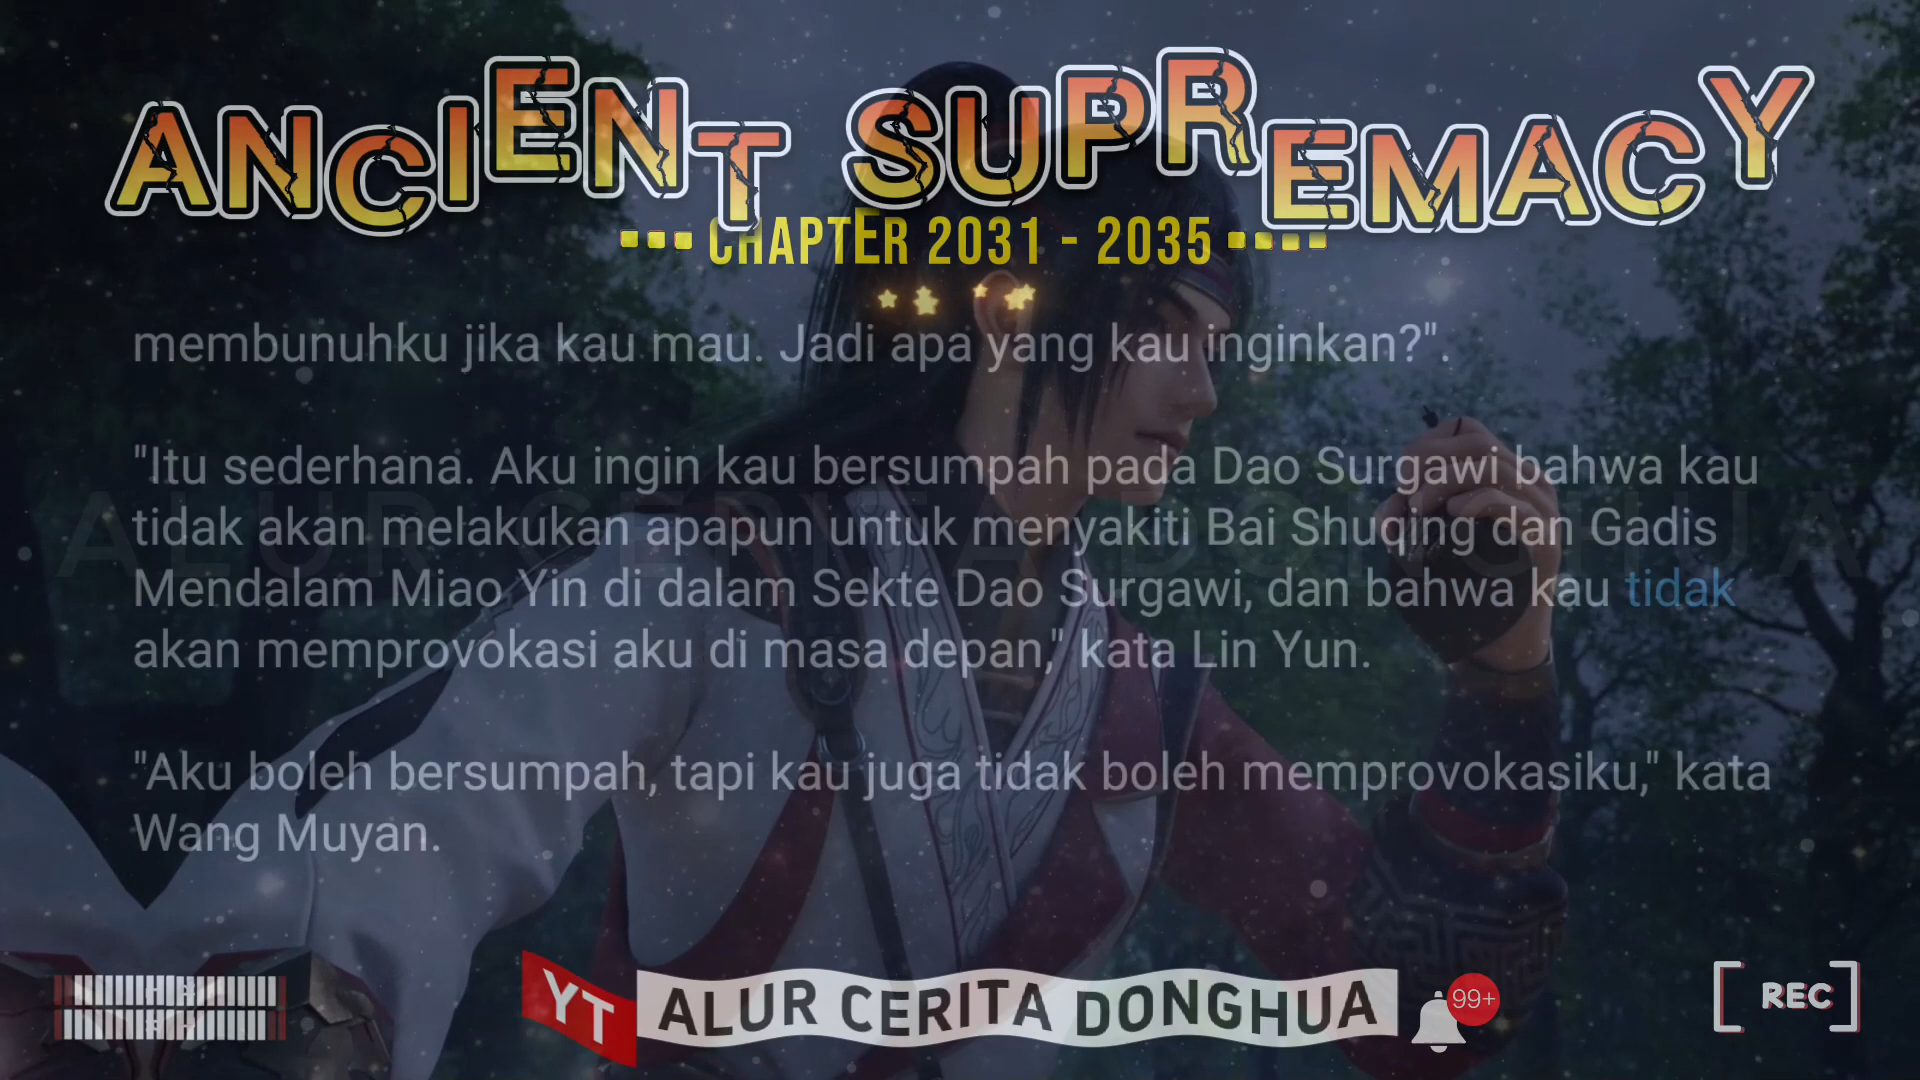 ANCIENT SUPREMACY
CHAPTER 2031 - 2035
membunuhku jika kau mau. Jadi apa yang kau inginkan?".
"Itu sederhana. Aku ingin kau bersumpah pada Dao Surgawi bahwa kau
tidak akan melakukan apapun untuk menyakiti Bai Shuqing dan Gadis
ALUR CERITA DONGHUA
Mendalam Miao Yin di dalam Sekte Dao Surgawi, dan bahwa kau tidak
akan memprovokasi aku di masa depan," kata Lin Yun.
"Aku boleh bersumpah, tapi kau juga tidak boleh memprovokasiku," kata
Wang Muyan.
YT ALUR CERITA DONGHUA
99+
REC